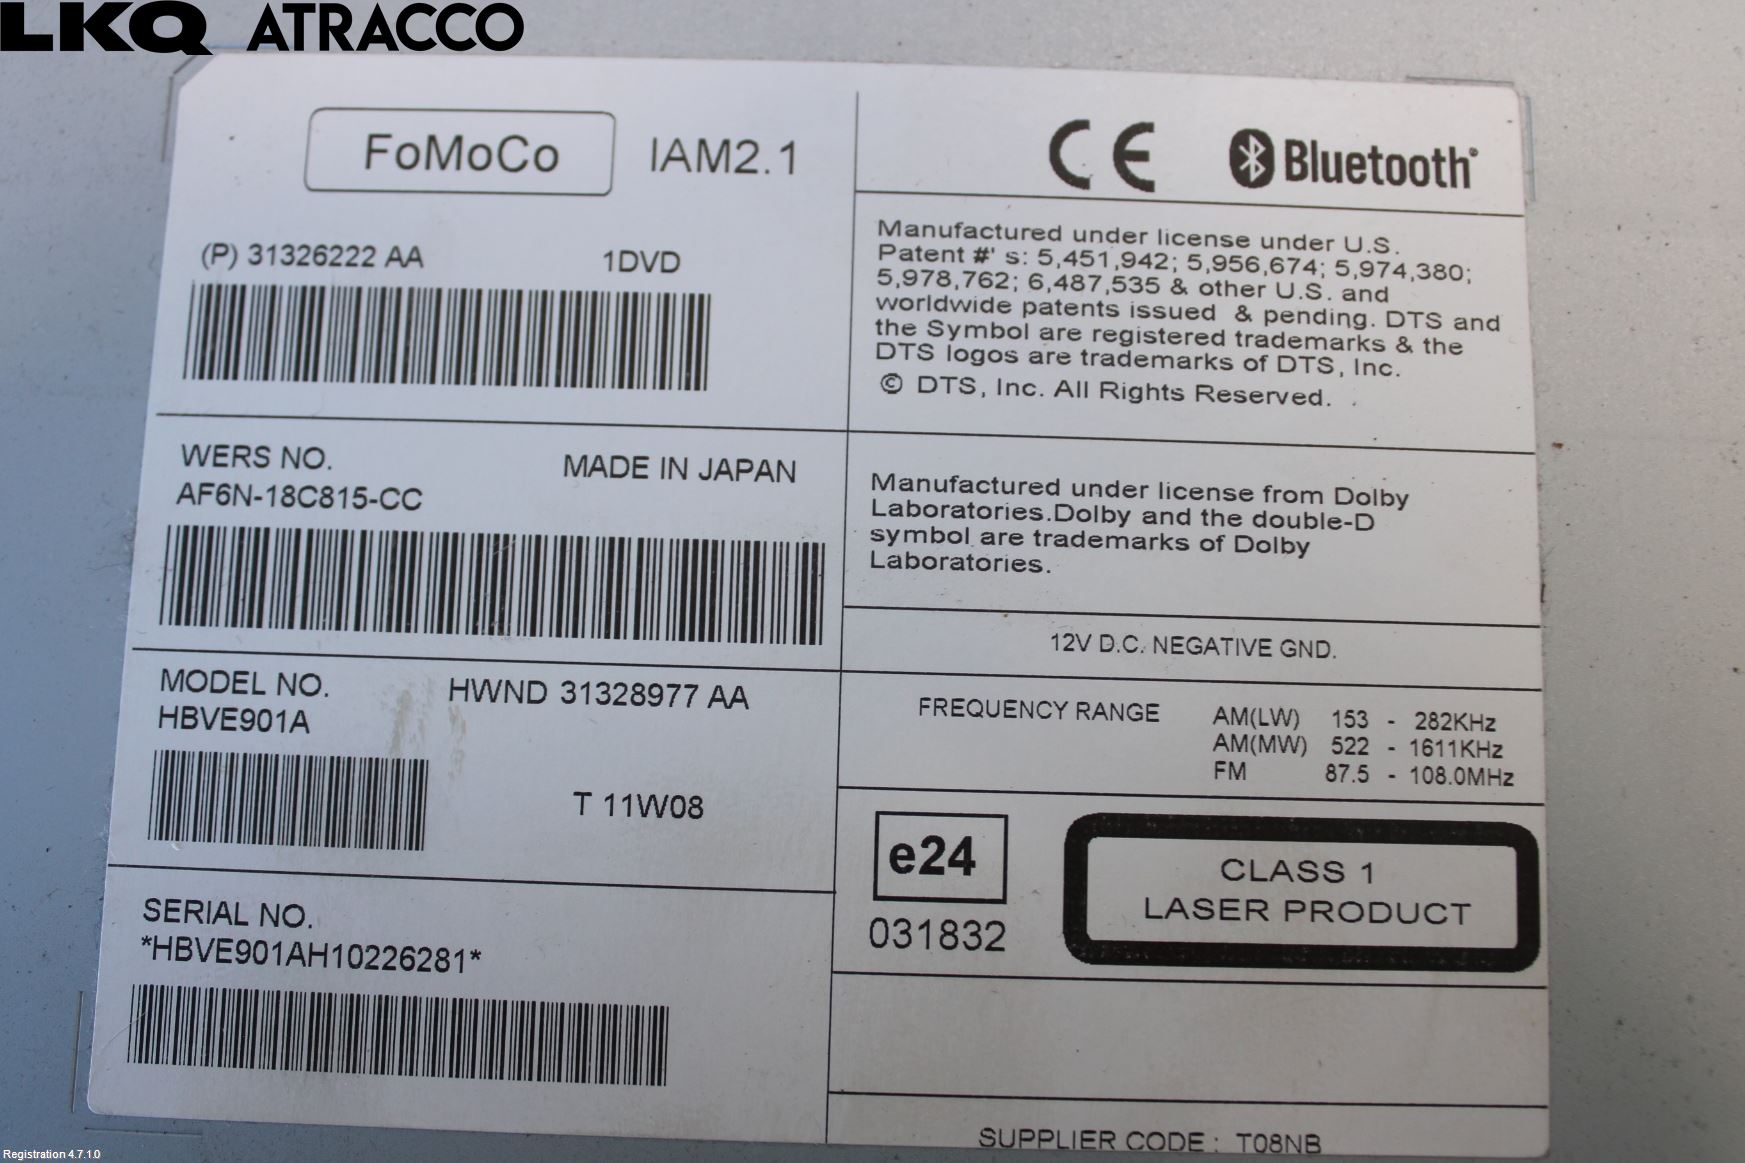 LKQ ATRACCO
FoMoCo IAM2.1
(P) 31326222 AA 1DVD
WERS NO. MADE IN JAPAN
AF6N-18C815-CC
MODEL NO. HWND 31328977 AA
HBVE901A
T 11W08
SERIAL NO.
*HBVE901AH10226281*
CE Bluetooth®
Manufactured under license under U.S.
Patent #' s: 5,451,942; 5,956,674; 5,974,380;
5,978,762; 6,487,535 & other U.S. and
worldwide patents issued & pending. DTS and
the Symbol are registered trademarks & the
DTS logos are trademarks of DTS, Inc.
© DTS, Inc. All Rights Reserved.
Manufactured under license from Dolby
Laboratories.Dolby and the double-D
symbol are trademarks of Dolby
Laboratories.
12V D.C. NEGATIVE GND.
FREQUENCY RANGE AM(LW) 153 - 282KHz
AM(MW) 522 - 1611KHz
FM 87.5 - 108.0MHz
e24
031832
CLASS 1
LASER PRODUCT
SUPPLIER CODE : T08NB
Registration 4.7.1.0